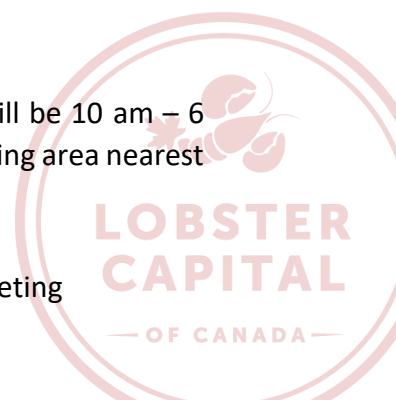 ill be 10 am – 6
ing area nearest
LOBSTER
CAPITAL
eting
OF CANADA